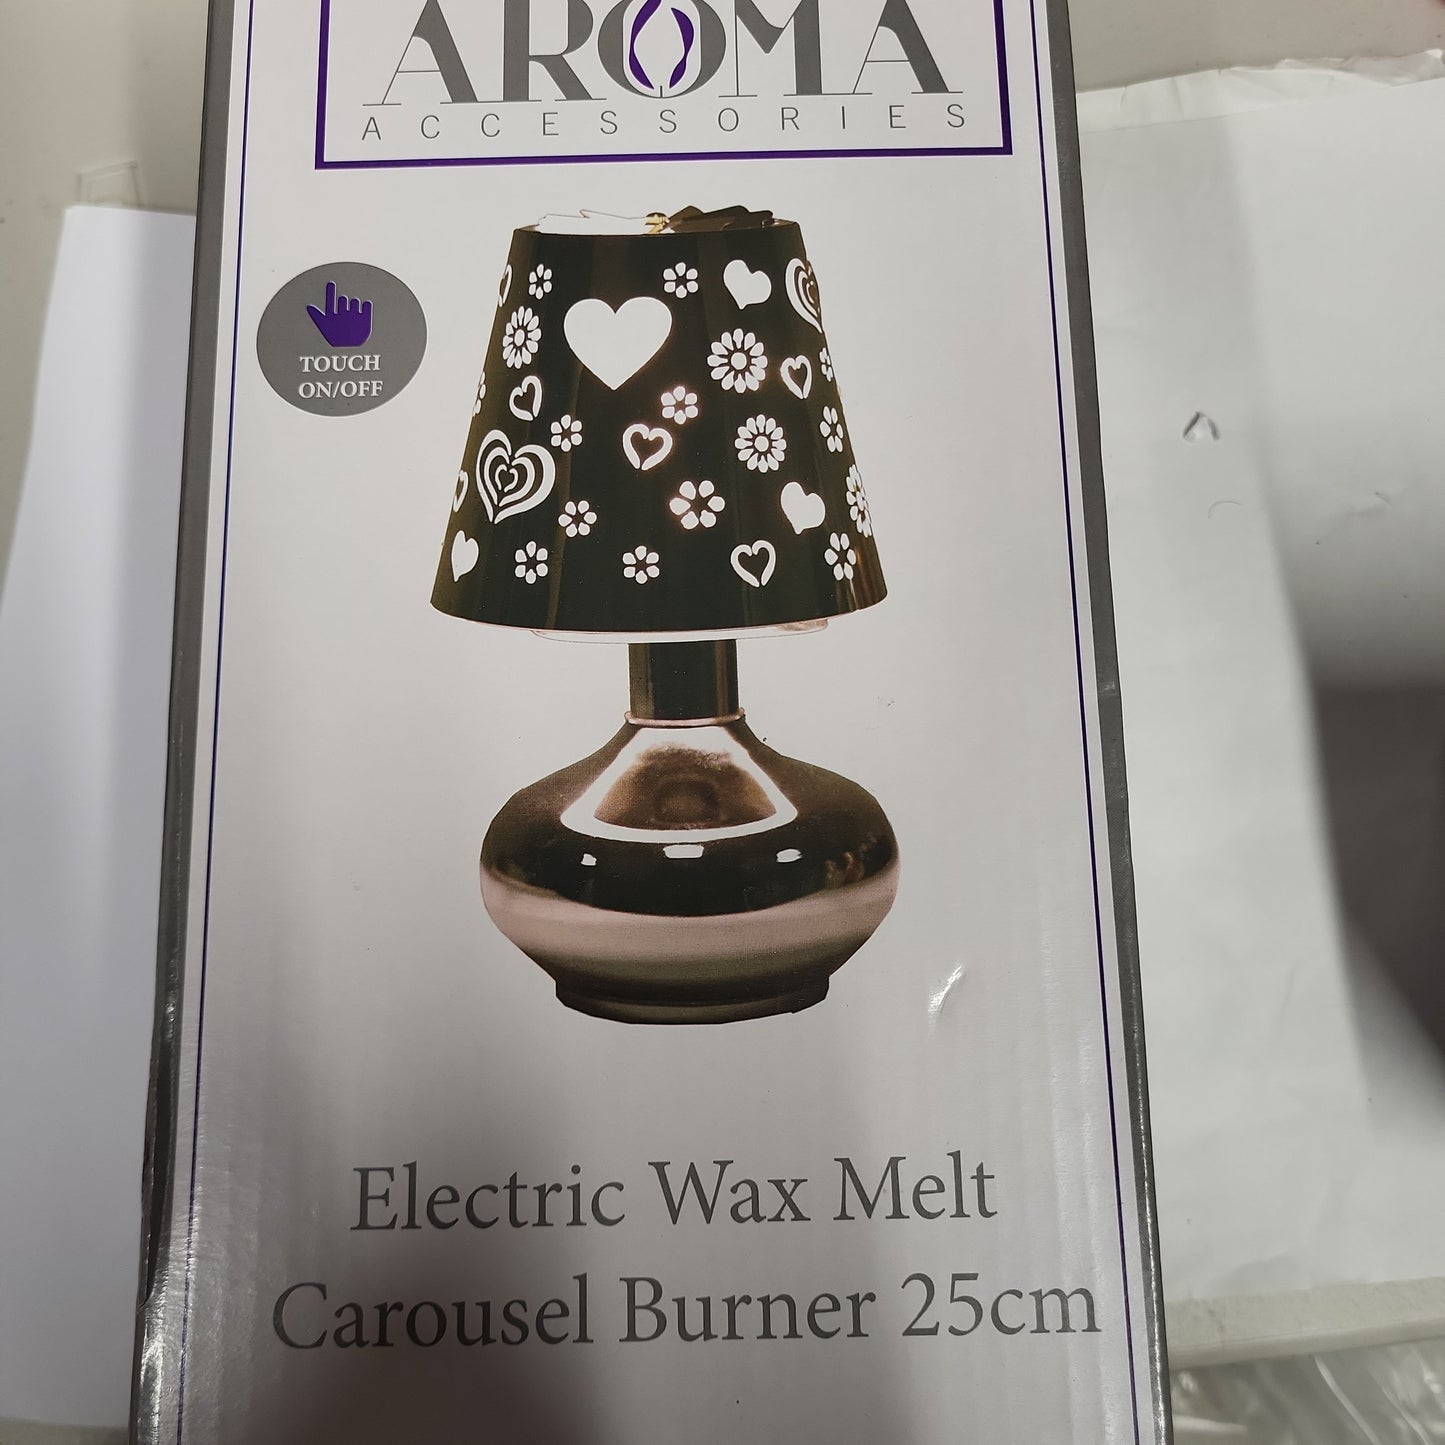 AROMA
ACCESSORIES
TOUCH
ON/OFF
Electric Wax Melt
Carousel Burner 25cm